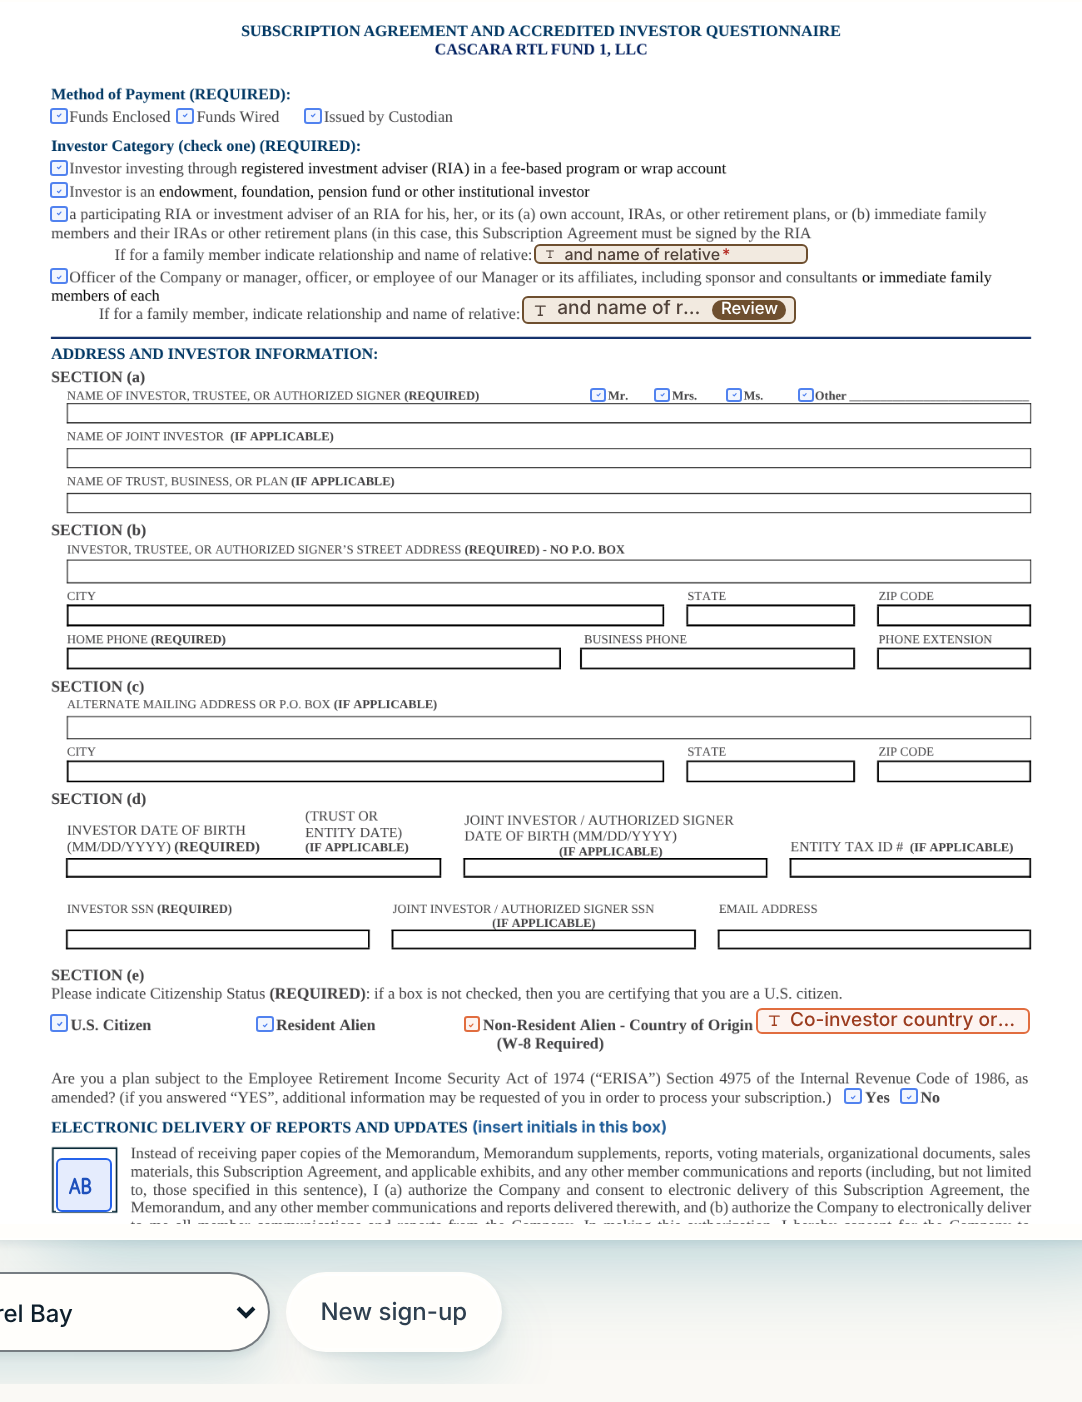 SUBSCRIPTION AGREEMENT AND ACCREDITED INVESTOR QUESTIONNAIRE
CASCARA RTL FUND 1, LLC
Method of Payment (REQUIRED):
Funds Enclosed Funds Wired Issued by Custodian
Investor Category (check one) (REQUIRED):
Investor investing through registered investment adviser (RIA) in a fee-based program or wrap account
Investor is an endowment, foundation, pension fund or other institutional investor
a participating RIA or investment adviser of an RIA for his, her, or its (a) own account, IRAs, or other retirement plans, or (b) immediate family
members and their IRAs or other retirement plans (in this case, this Subscription Agreement must be signed by the RIA
If for a family member indicate relationship and name of relative: and name of relative*
Officer of the Company or manager, officer, or employee of our Manager or its affiliates, including sponsor and consultants or immediate family
members of each
If for a family member, indicate relationship and name of relative: and name of r... Review
ADDRESS AND INVESTOR INFORMATION:
SECTION (a)
NAME OF INVESTOR, TRUSTEE, OR AUTHORIZED SIGNER (REQUIRED) Mr. Mrs. Ms. Other
NAME OF JOINT INVESTOR (IF APPLICABLE)
NAME OF TRUST, BUSINESS, OR PLAN (IF APPLICABLE)
SECTION (b)
INVESTOR, TRUSTEE, OR AUTHORIZED SIGNER'S STREET ADDRESS (REQUIRED) - NO P.O. BOX
CITY STATE ZIP CODE
HOME PHONE (REQUIRED) BUSINESS PHONE PHONE EXTENSION
SECTION (c)
ALTERNATE MAILING ADDRESS OR P.O. BOX (IF APPLICABLE)
CITY STATE ZIP CODE
SECTION (d)
INVESTOR DATE OF BIRTH
(MM/DD/YYYY) (REQUIRED)
(TRUST OR
ENTITY DATE)
(IF APPLICABLE)
JOINT INVESTOR / AUTHORIZED SIGNER
DATE OF BIRTH (MM/DD/YYYY)
(IF APPLICABLE)
ENTITY TAX ID # (IF APPLICABLE)
INVESTOR SSN (REQUIRED)
JOINT INVESTOR / AUTHORIZED SIGNER SSN
(IF APPLICABLE)
EMAIL ADDRESS
SECTION (e)
Please indicate Citizenship Status (REQUIRED): if a box is not checked, then you are certifying that you are a U.S. citizen.
U.S. Citizen Resident Alien Non-Resident Alien - Country of Origin Co-investor country or...
(W-8 Required)
Are you a plan subject to the Employee Retirement Income Security Act of 1974 (“ERISA”) Section 4975 of the Internal Revenue Code of 1986, as
amended? (if you answered “YES”, additional information may be requested of you in order to process your subscription.) Yes No
ELECTRONIC DELIVERY OF REPORTS AND UPDATES (insert initials in this box)
AB
Instead of receiving paper copies of the Memorandum, Memorandum supplements, reports, voting materials, organizational documents, sales
materials, this Subscription Agreement, and applicable exhibits, and any other member communications and reports (including, but not limited
to, those specified in this sentence), I (a) authorize the Company and consent to electronic delivery of this Subscription Agreement, the
Memorandum, and any other member communications and reports delivered therewith, and (b) authorize the Company to electronically deliver
to me all member communications and reports from the Company. In making this authorization, I hereby consent for the Company to
rel Bay
New sign-up